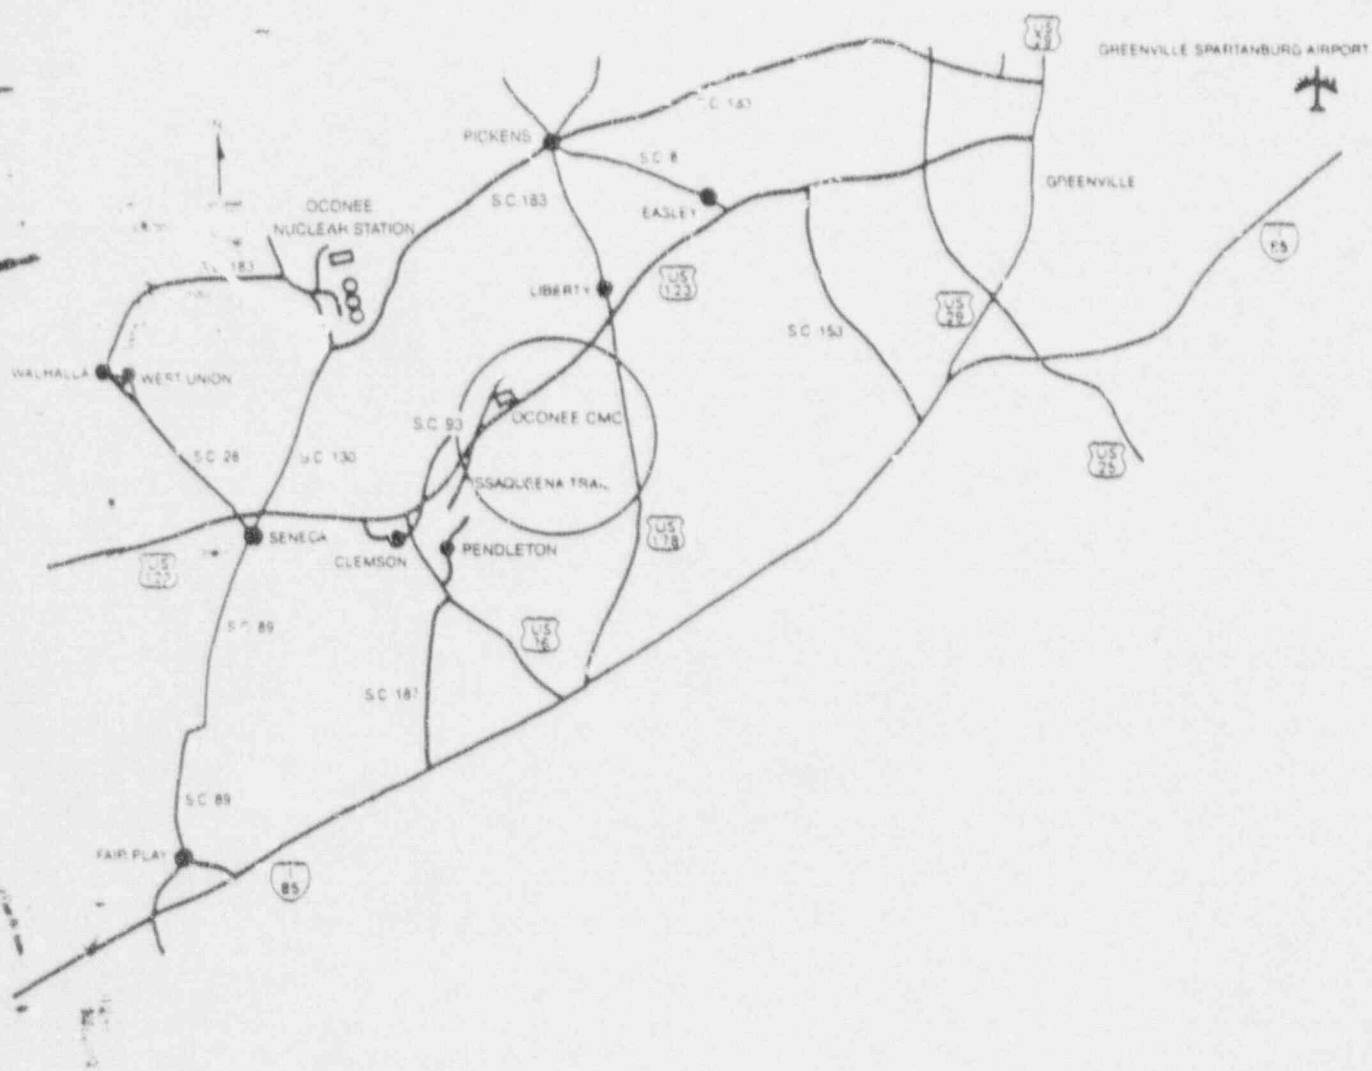 GREENVILLE SPARTANBURG AIRPORT
N
S.C. 183
PICKENS
S.C. 8
GREENVILLE
S.C. 183
OCONEE
NUCLEAR STATION
EASLEY
I
85
183
US
123
LIBERTY
US
29
S.C. 153
WALHALLA
WEST UNION
OCONEE CMC
S.C. 93
S.C. 130
S.C. 28
US
25
ISSAQUEENA TRAIL
US
178
SENECA
CLEMSON
PENDLETON
US
S.C. 89
US
76
S.C. 187
S.C. 89
FAIR PLAY
I
85